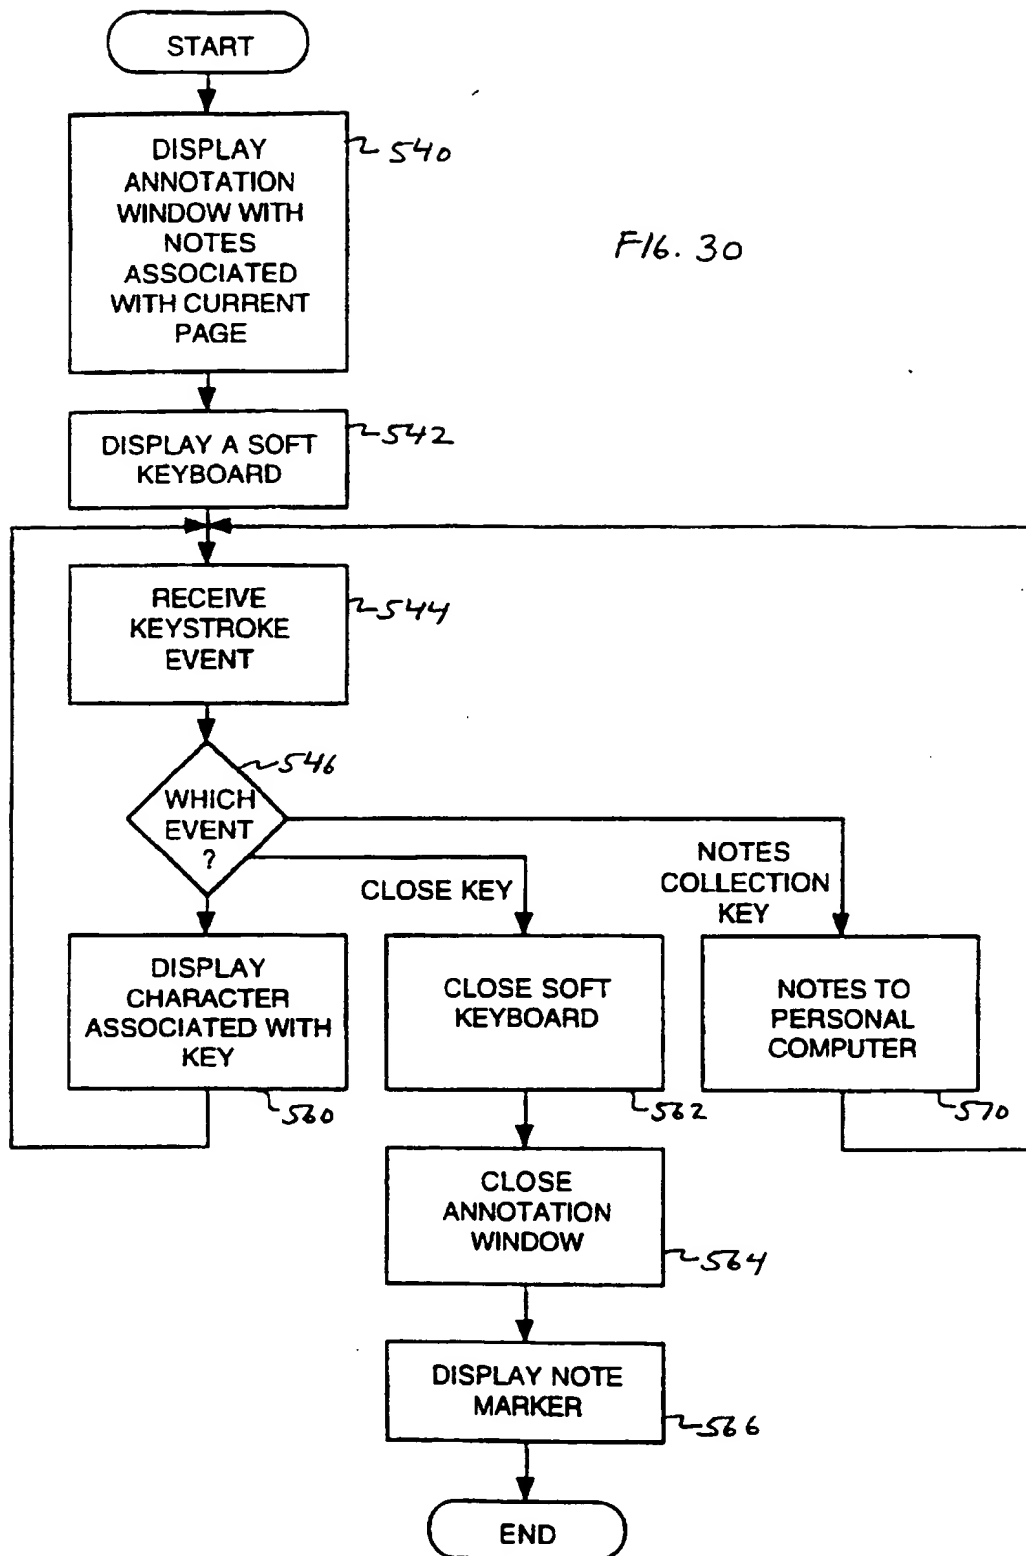 START
DISPLAY
ANNOTATION
WINDOW WITH
NOTES
ASSOCIATED
WITH CURRENT
PAGE
540
FIG. 30
DISPLAY A SOFT
KEYBOARD
542
RECEIVE
KEYSTROKE
EVENT
544
WHICH
EVENT
?
546
CLOSE KEY
NOTES
COLLECTION
KEY
DISPLAY
CHARACTER
ASSOCIATED WITH
KEY
560
CLOSE SOFT
KEYBOARD
562
NOTES TO
PERSONAL
COMPUTER
570
CLOSE
ANNOTATION
WINDOW
564
DISPLAY NOTE
MARKER
566
END